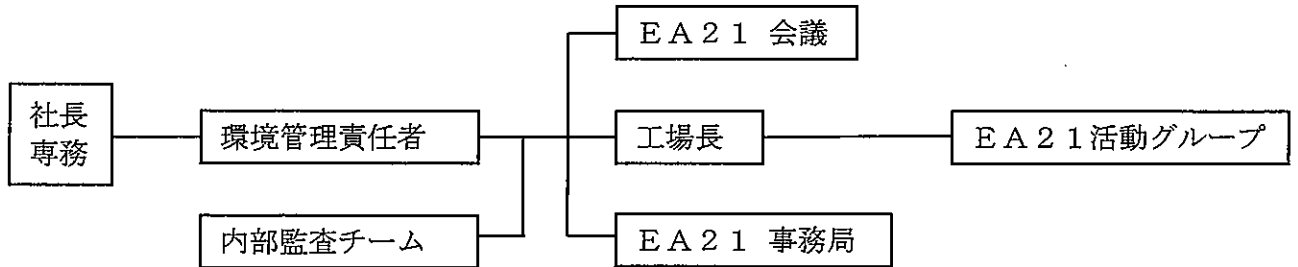 ＥＡ２１ 会議
社長
専務
環境管理責任者
工場長
ＥＡ２１活動グループ
内部監査チーム
ＥＡ２１ 事務局